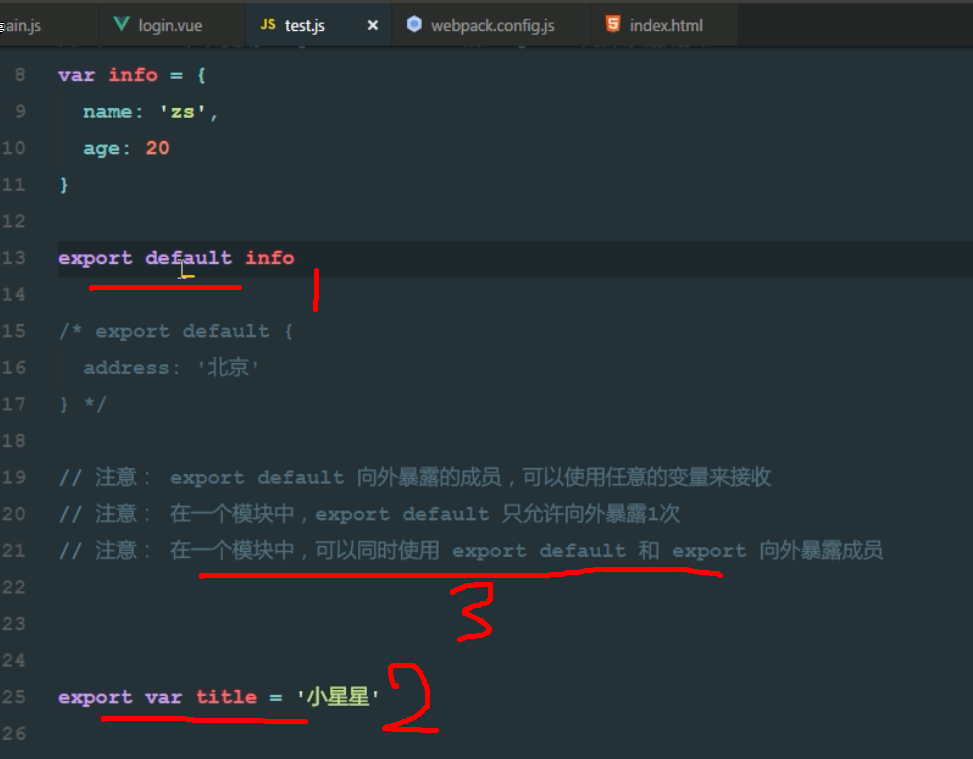 ain.js login.vue JS test.js × webpack.config.js index.html
8 var info = {
9 name: 'zs',
10 age: 20
11 }
12
13 export default info
1
14
15 /* export default {
16 address: '北京'
17 } */
18
19 // 注意： export default 向外暴露的成员，可以使用任意的变量来接收
20 // 注意： 在一个模块中，export default 只允许向外暴露1次
21 // 注意： 在一个模块中，可以同时使用 export default 和 export 向外暴露成员
22
3
23
24
25 export var title = '小星星' 2
26